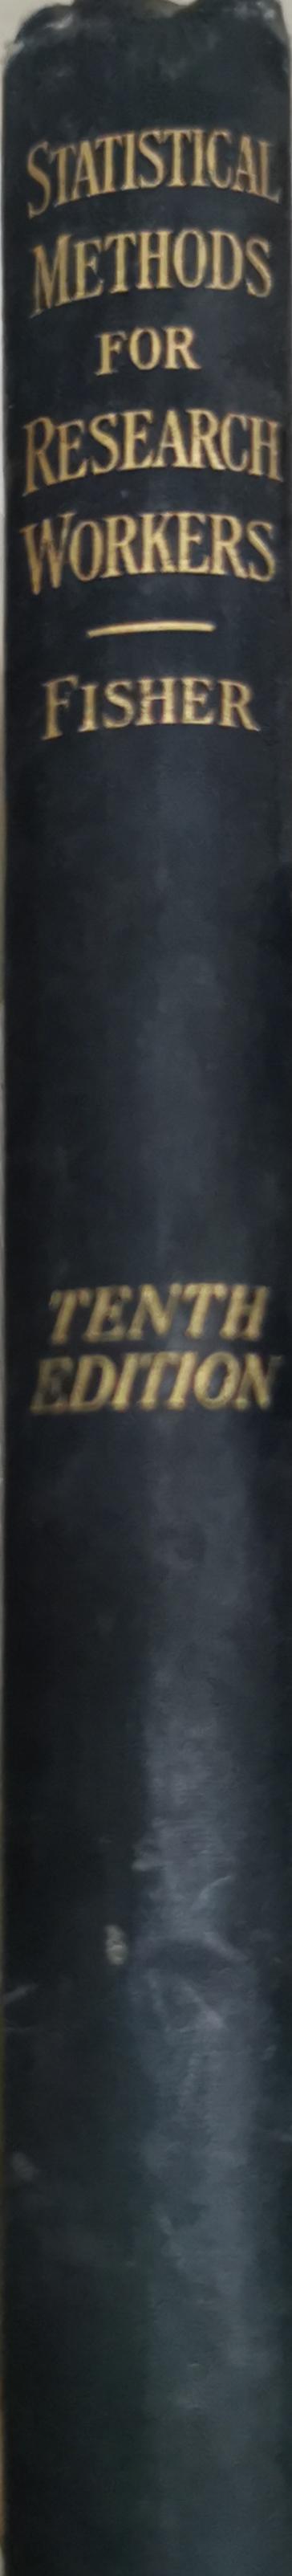 STATISTICAL
METHODS
FOR
RESEARCH
WORKERS
FISHER
TENTH
EDITION